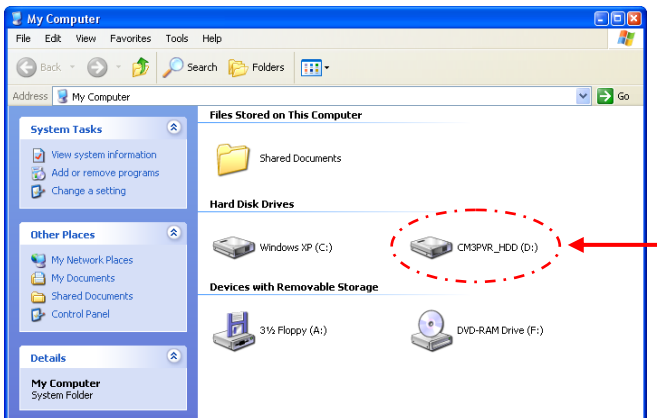 My Computer
File Edit View Favorites Tools Help
Back Search Folders
Address My Computer Go
System Tasks
View system information
Add or remove programs
Change a setting
Other Places
My Network Places
My Documents
Shared Documents
Control Panel
Details
My Computer
System Folder
Files Stored on This Computer
Shared Documents
Hard Disk Drives
Windows XP (C:) CM3PVR_HDD (D:)
Devices with Removable Storage
3½ Floppy (A:) DVD-RAM Drive (F:)